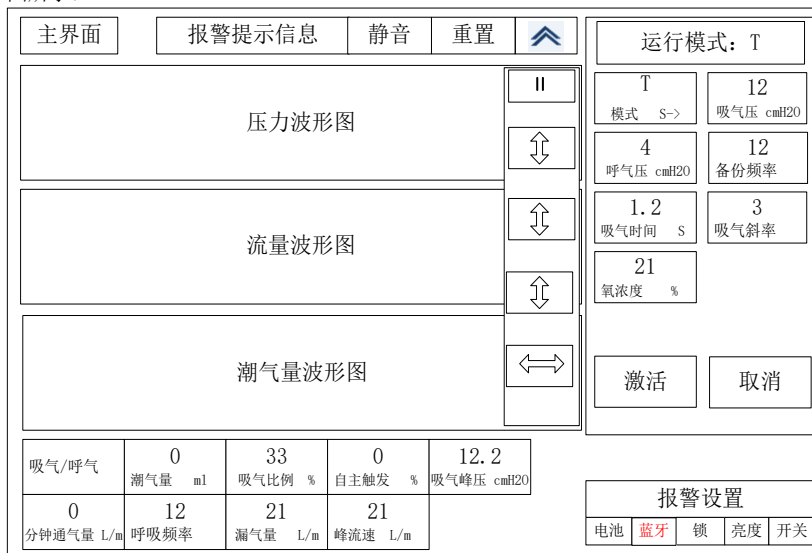 主界面 报警提示信息 静音 重置
运行模式: T
II
压力波形图
流量波形图
潮气量波形图
T
模式 S->
12
吸气压 cmH2O
4
呼气压 cmH2O
12
备份频率
1.2
吸气时间 S
3
吸气斜率
21
氧浓度 %
激活 取消
吸气/呼气
0
潮气量 ml
33
吸气比例 %
0
自主触发 %
12.2
吸气峰压 cmH2O
0
分钟通气量 L/m
12
呼吸频率
21
漏气量 L/m
21
峰流速 L/m
报警设置
电池 蓝牙 锁 亮度 开关